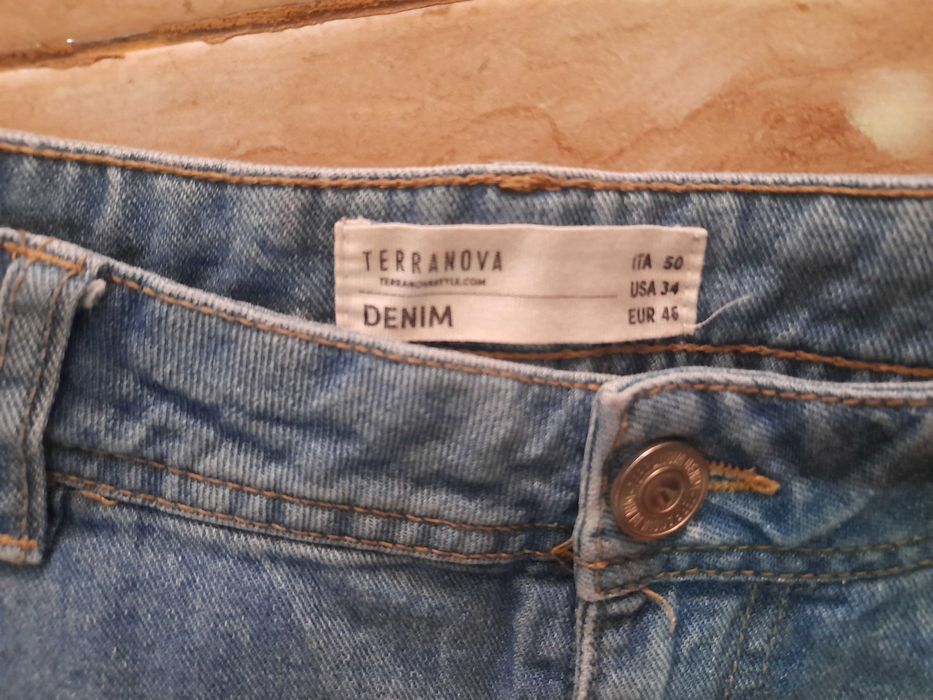 TERRANOVA
TERRANOVASTYLE.COM
DENIM
ITA 50
USA 34
EUR 46